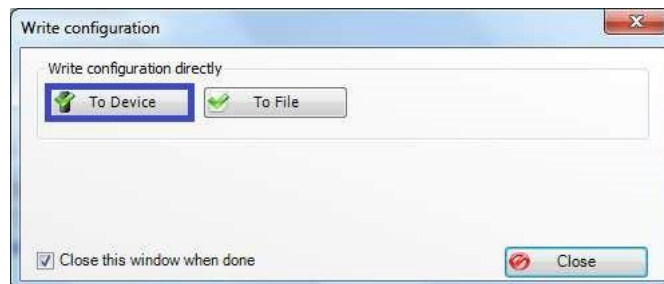 Write configuration
Write configuration directly
To Device To File
Close this window when done Close